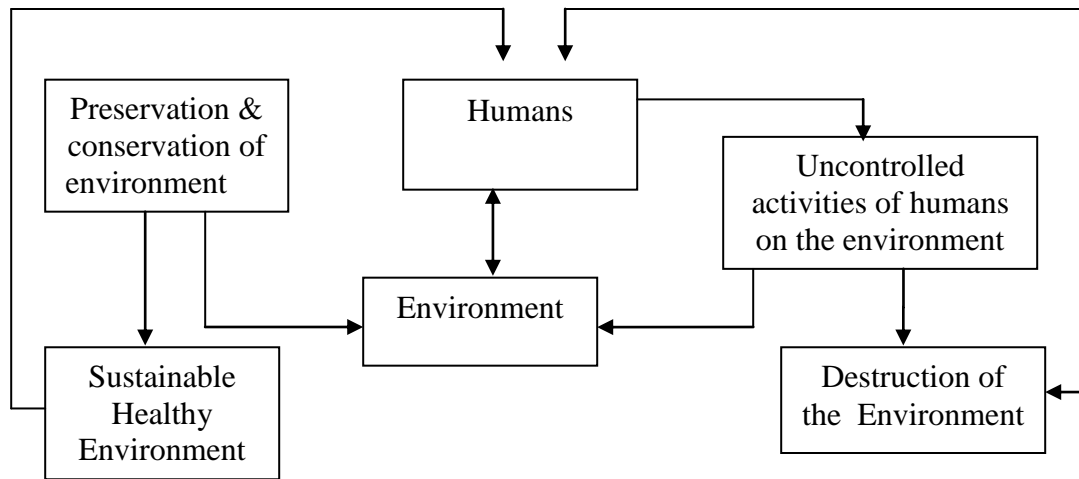 Preservation &
conservation of
environment
Humans
Uncontrolled
activities of humans
on the environment
Environment
Sustainable
Healthy
Environment
Destruction of
the Environment